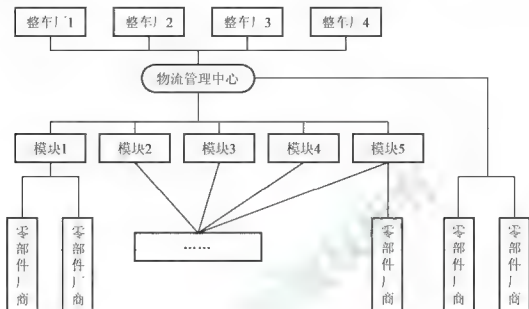 整车厂1
整车厂2
整车厂3
整车厂4
物流管理中心
模块1
模块2
模块3
模块4
模块5
零部件厂商
零部件厂商
……
零部件厂商
零部件厂商
零部件厂商